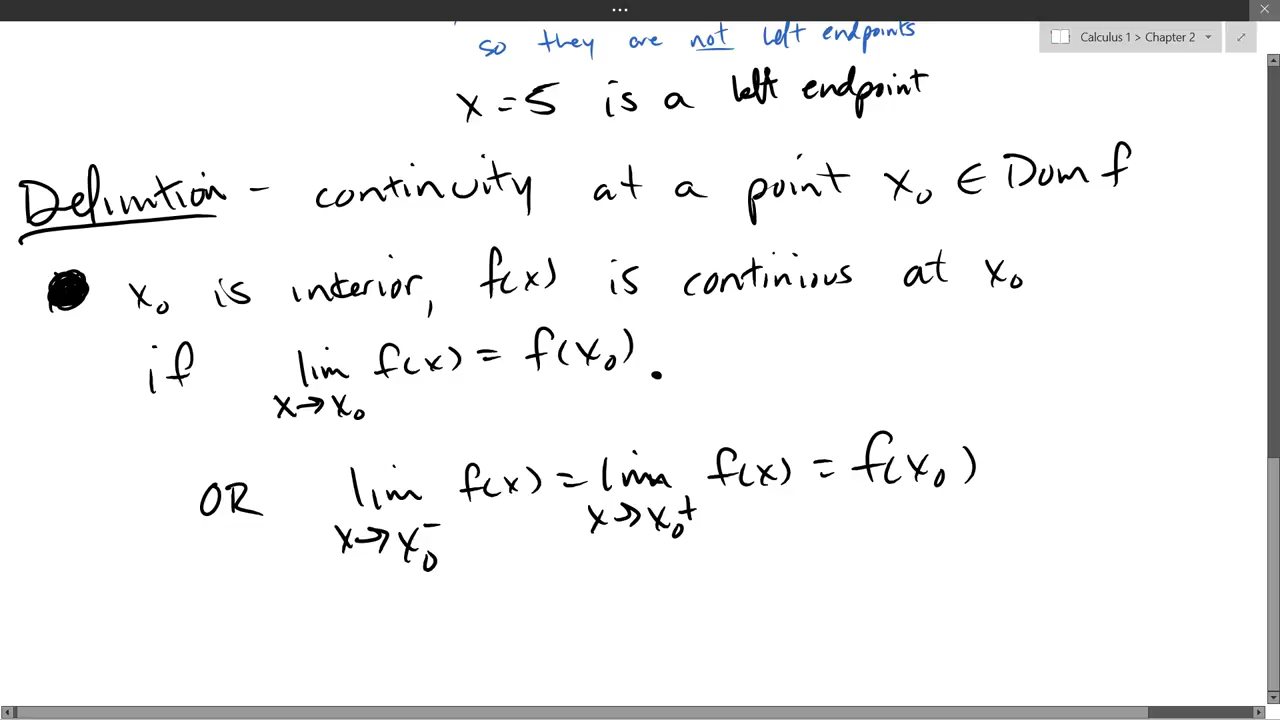 ...
Calculus 1 > Chapter 2
so they are not left endpoints
x = 5 is a left endpoint
Definition - continuity at a point x₀ ∈ Dom f
x₀ is interior, f(x) is continious at x₀
if lim f(x) = f(x₀).
x→x₀
OR lim f(x) = lim f(x) = f(x₀)
x→x₀⁻ x→x₀⁺